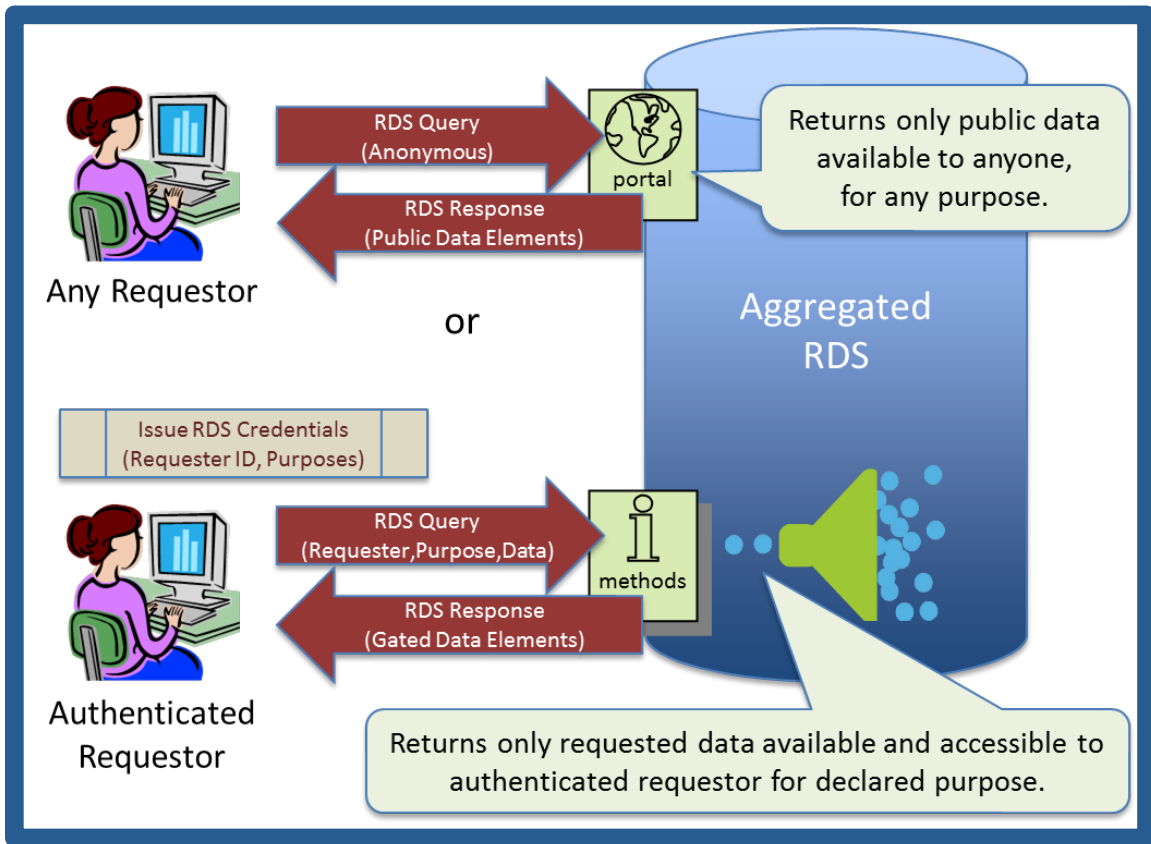 RDS Query
(Anonymous)
portal
RDS Response
(Public Data Elements)
Returns only public data
available to anyone,
for any purpose.
Any Requestor
or
Aggregated
RDS
Issue RDS Credentials
(Requester ID, Purposes)
RDS Query
(Requester,Purpose,Data)
methods
RDS Response
(Gated Data Elements)
Authenticated
Requestor
Returns only requested data available and accessible to
authenticated requestor for declared purpose.